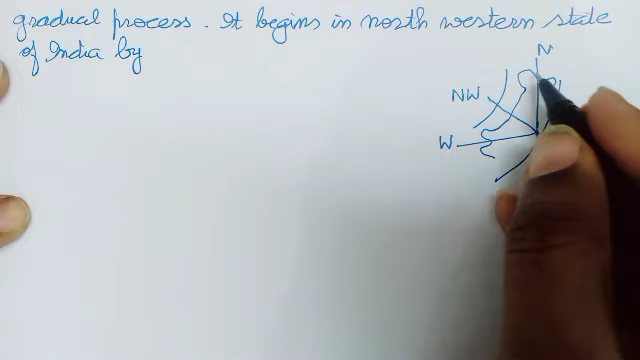 gradual process. It begins in north western state
of India by
N
NW
W